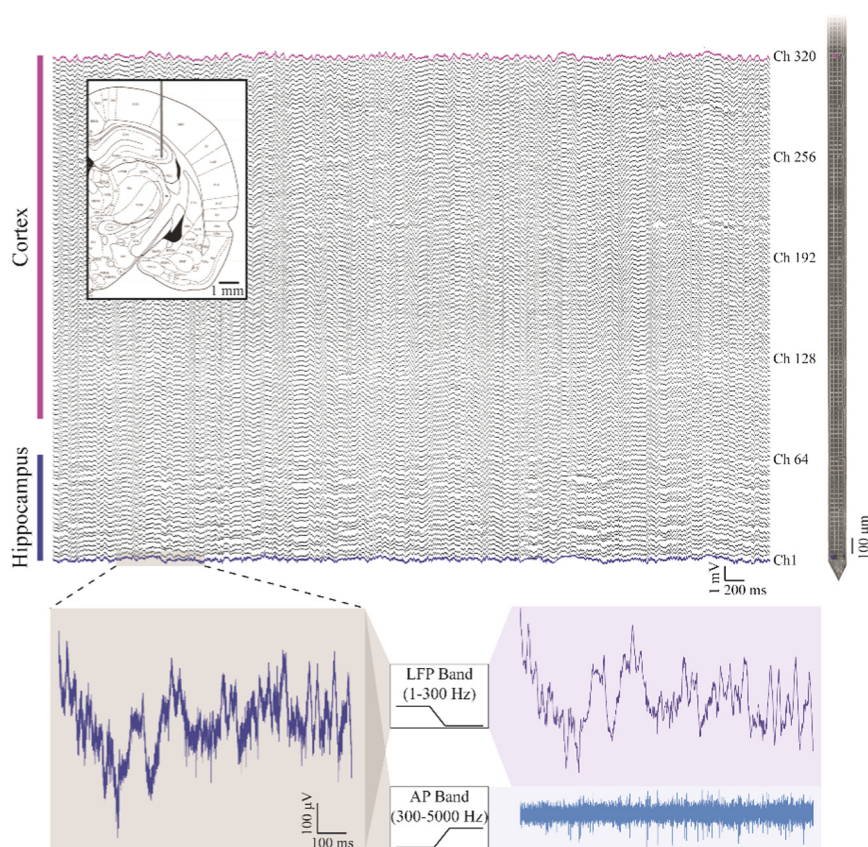 Cortex
Hippocampus
1 mm
Ch 320
Ch 256
Ch 192
Ch 128
Ch 64
Ch1
100 µm
1 mV
200 ms
LFP Band
(1-300 Hz)
100 µV
100 ms
AP Band
(300-5000 Hz)